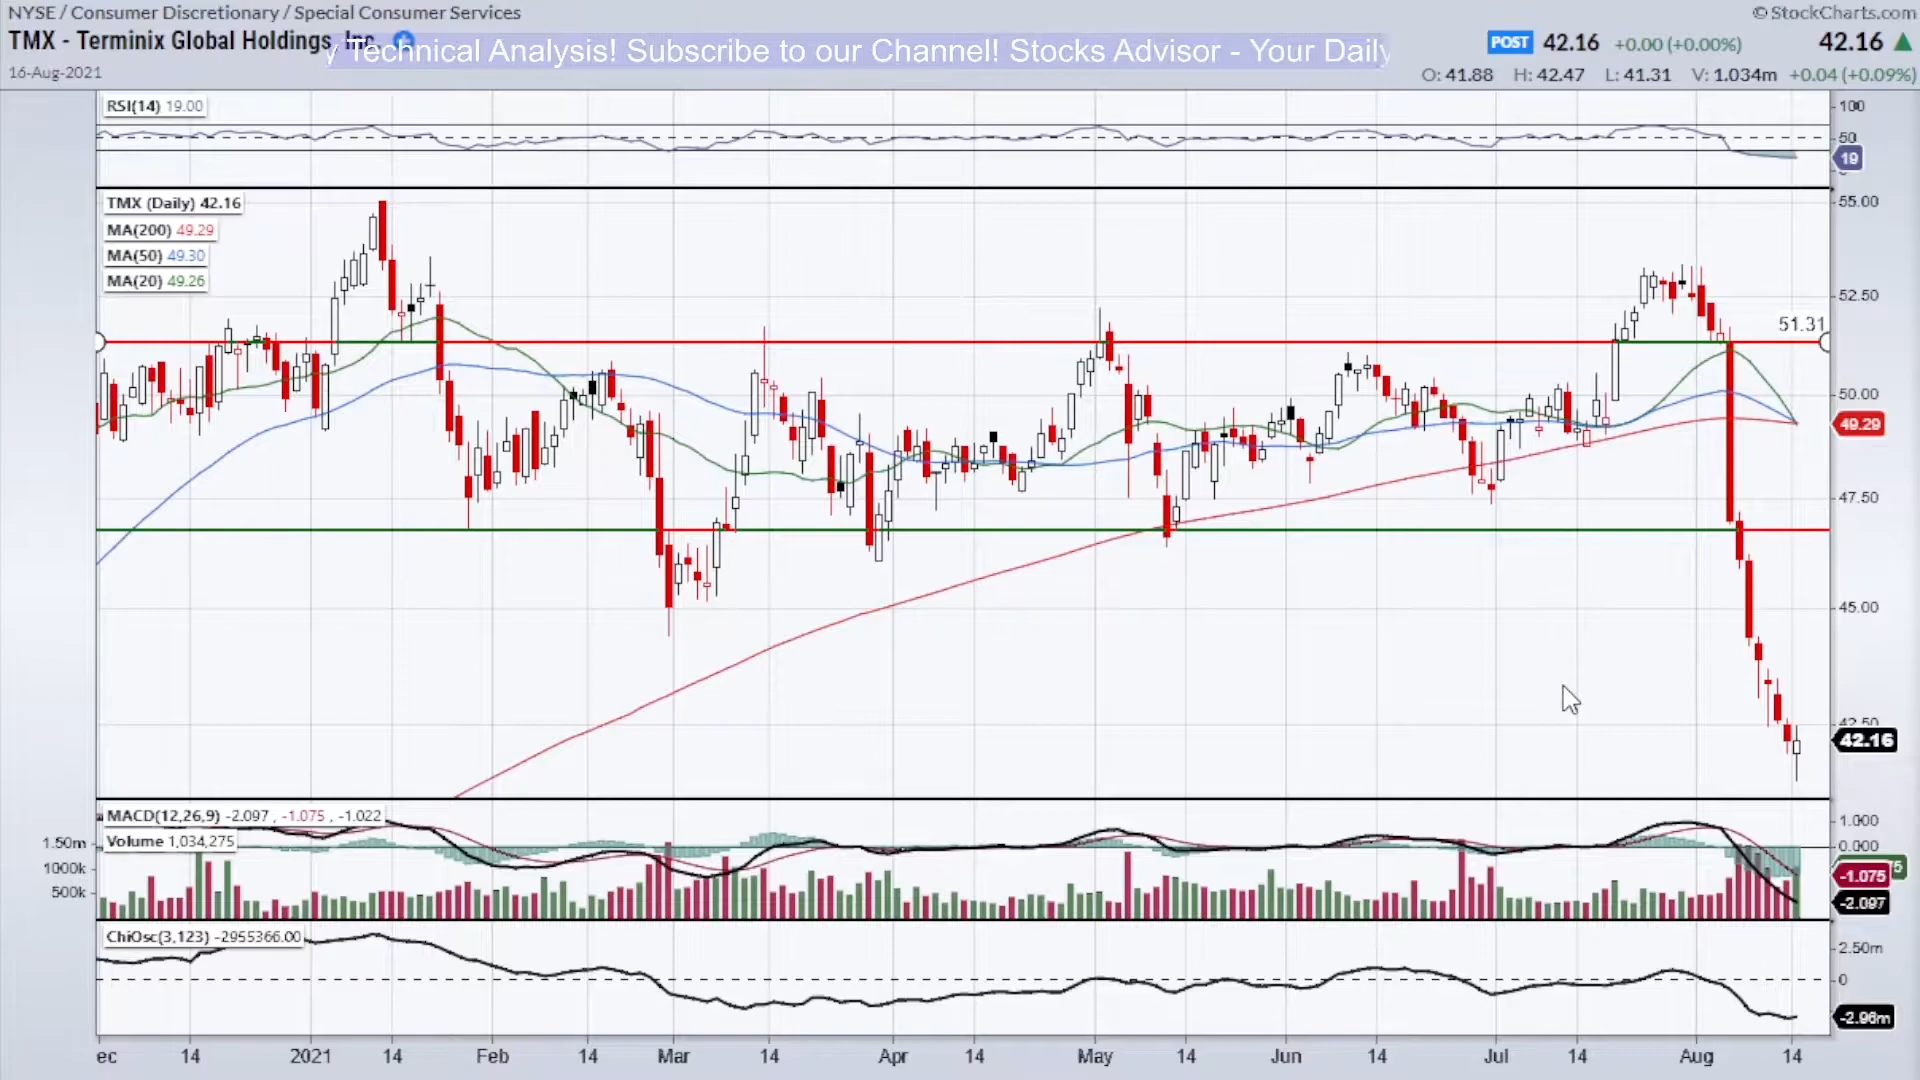 NYSE / Consumer Discretionary / Special Consumer Services
© StockCharts.com
TMX - Terminix Global Holdings, Inc.
Technical Analysis! Subscribe to our Channel! Stocks Advisor - Your Daily
POST 42.16 +0.00 (+0.00%) 42.16
16-Aug-2021
O: 41.88 H: 42.47 L: 41.31 V: 1.034m +0.04 (+0.09%)
RSI(14) 19.00
100
50
19
TMX (Daily) 42.16
MA(200) 49.29
MA(50) 49.30
MA(20) 49.26
55.00
52.50
51.31
50.00
49.29
47.50
45.00
42.50
42.16
MACD(12,26,9) -2.097 , -1.075 , -1.022
Volume 1,034,275
1.50m
1000k
500k
1.000
0.000
-1.075
-2.097
ChiOsc(3,123) -2955366.00
2.50m
0
-2.96m
ec 14 2021 14 Feb 14 Mar 14 Apr 14 May 14 Jun 14 Jul 14 Aug 14